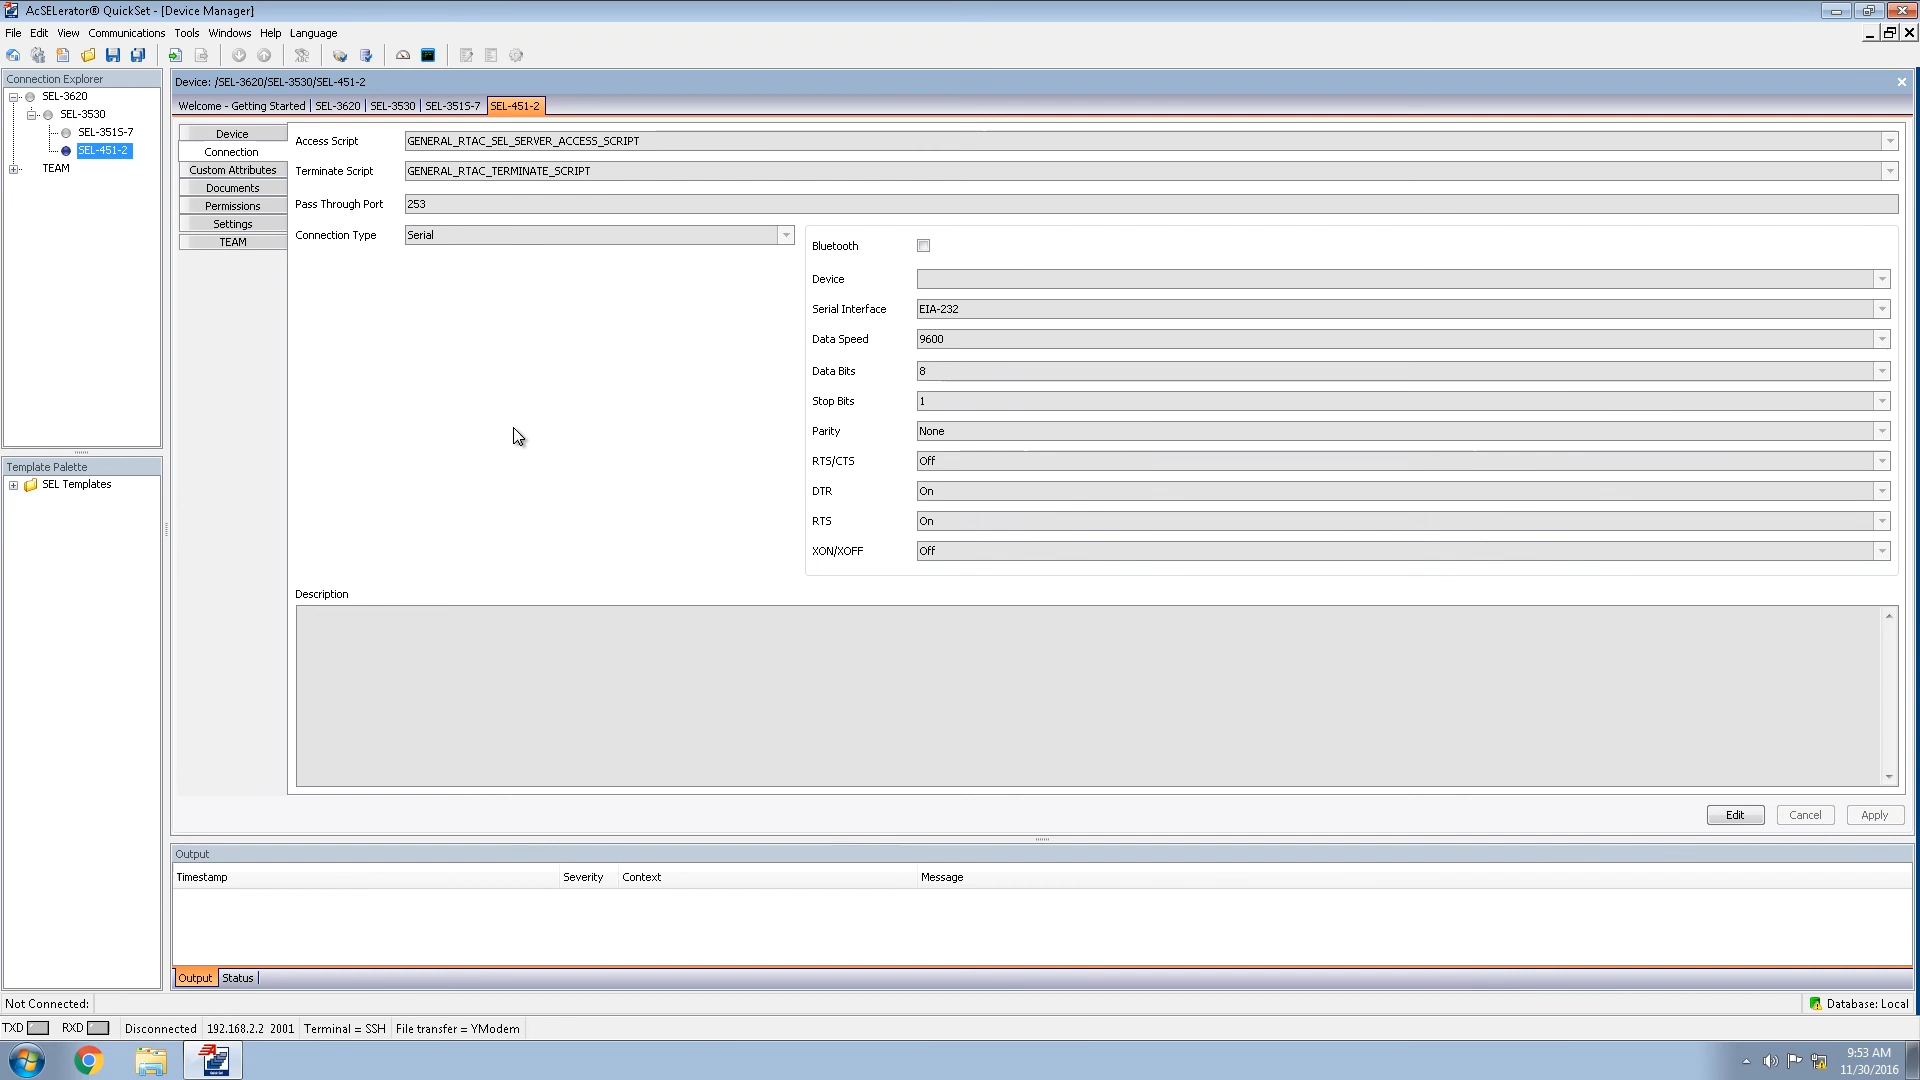 AcSELerator® QuickSet - [Device Manager]
File Edit View Communications Tools Windows Help Language
Connection Explorer
SEL-3620
SEL-3530
SEL-351S-7
SEL-451-2
TEAM
Template Palette
SEL Templates
Device: /SEL-3620/SEL-3530/SEL-451-2
Welcome - Getting Started SEL-3620 SEL-3530 SEL-351S-7 SEL-451-2
Device
Connection
Custom Attributes
Documents
Permissions
Settings
TEAM
Access Script GENERAL_RTAC_SEL_SERVER_ACCESS_SCRIPT
Terminate Script GENERAL_RTAC_TERMINATE_SCRIPT
Pass Through Port 253
Connection Type Serial
Bluetooth
Device
Serial Interface EIA-232
Data Speed 9600
Data Bits 8
Stop Bits 1
Parity None
RTS/CTS Off
DTR On
RTS On
XON/XOFF Off
Description
Edit Cancel Apply
Output
Timestamp Severity Context Message
Output Status
Not Connected: Database: Local
TXD RXD Disconnected 192.168.2.2 2001 Terminal = SSH File transfer = YModem
9:53 AM
11/30/2016